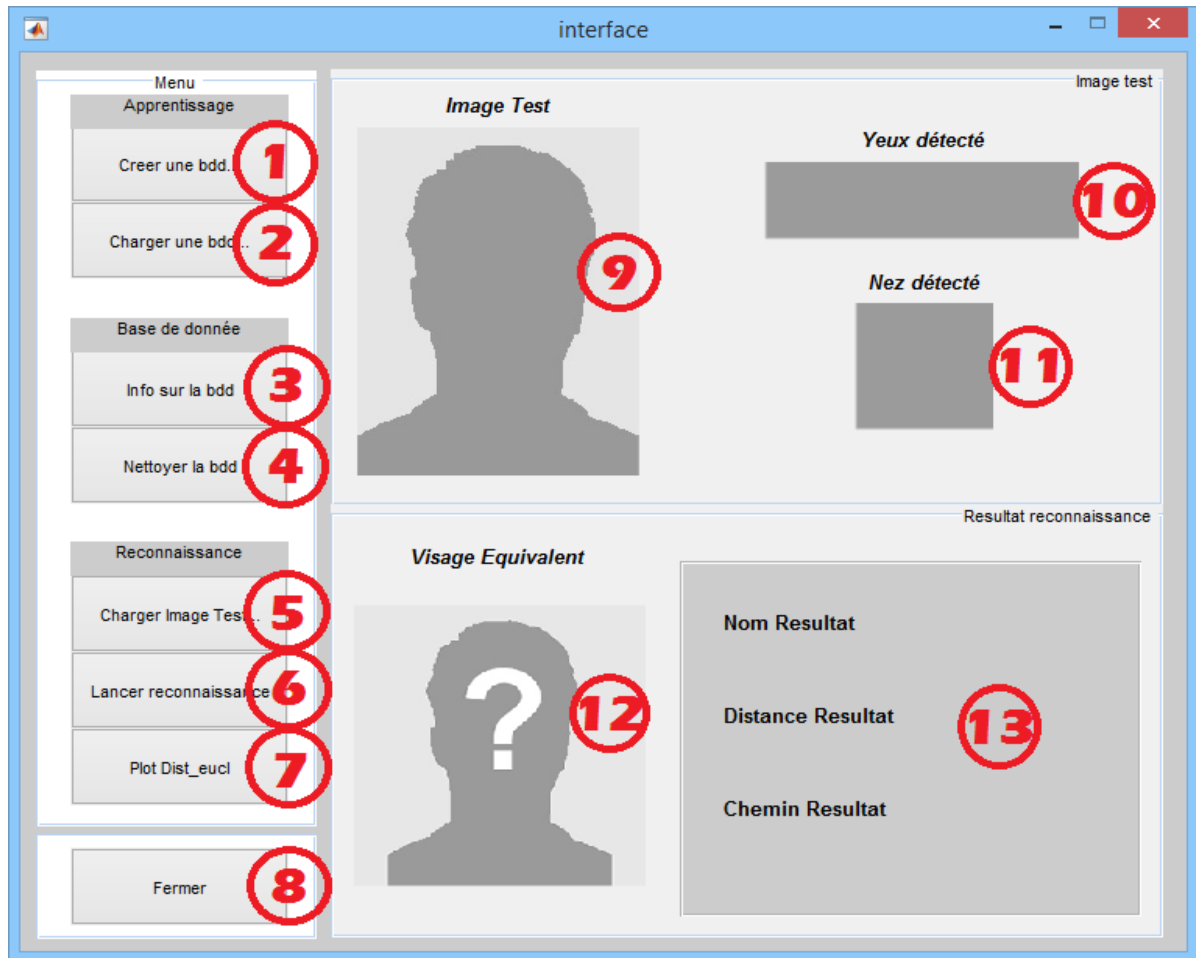 interface
Menu
Apprentissage
Creer une bdd... 1
Charger une bdd... 2
Base de donnée
Info sur la bdd 3
Nettoyer la bdd 4
Reconnaissance
Charger Image Test... 5
Lancer reconnaissance 6
Plot Dist_eucl 7
Fermer 8
Image test
Image Test
9
Yeux détecté
10
Nez détecté
11
Resultat reconnaissance
Visage Equivalent
?
12
Nom Resultat
Distance Resultat
13
Chemin Resultat